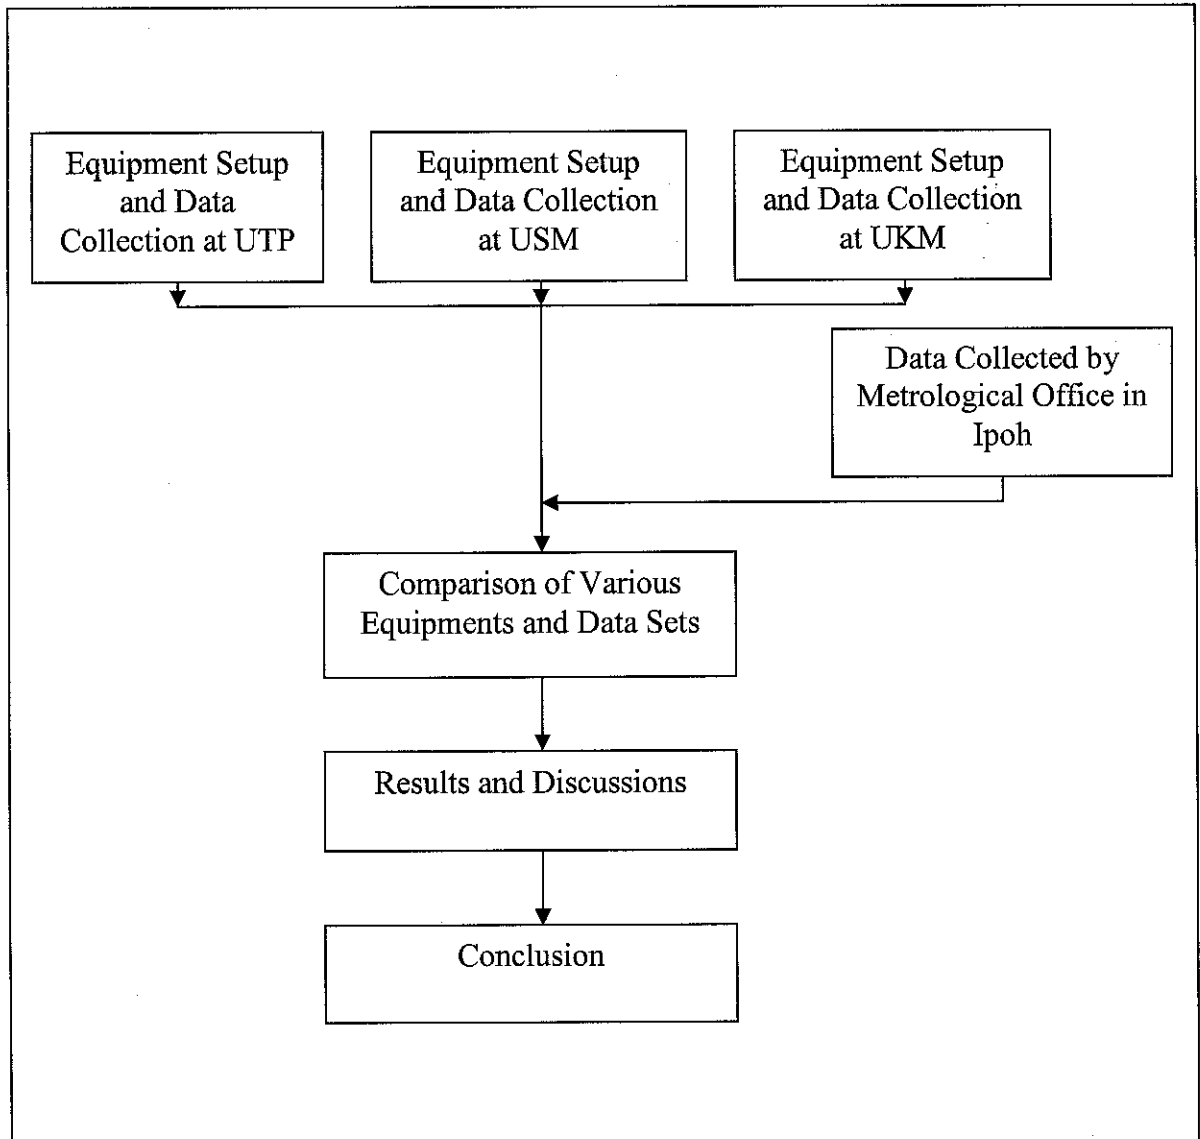 Equipment Setup
and Data
Collection at UTP
Equipment Setup
and Data Collection
at USM
Equipment Setup
and Data Collection
at UKM
Data Collected by
Metrological Office in
Ipoh
Comparison of Various
Equipments and Data Sets
Results and Discussions
Conclusion